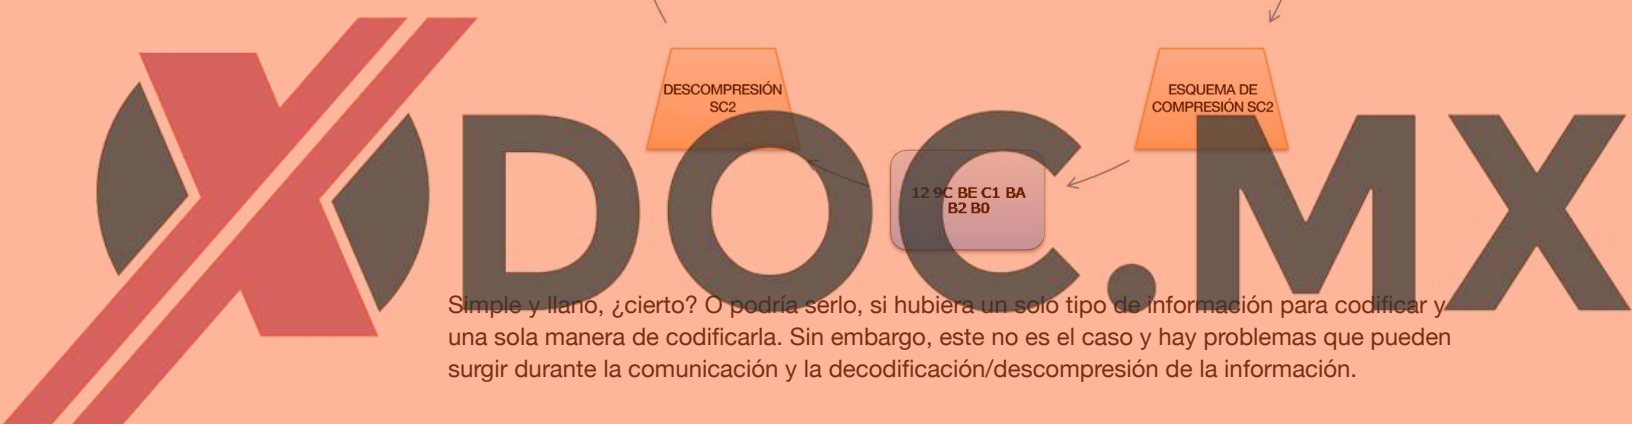 DESCOMPRESIÓN
SC2
ESQUEMA DE
COMPRESIÓN SC2
12 9C BE C1 BA
B2 B0
XDOC.MX
Simple y llano, ¿cierto? O podría serlo, si hubiera un solo tipo de información para codificar y
una sola manera de codificarla. Sin embargo, este no es el caso y hay problemas que pueden
surgir durante la comunicación y la decodificación/descompresión de la información.